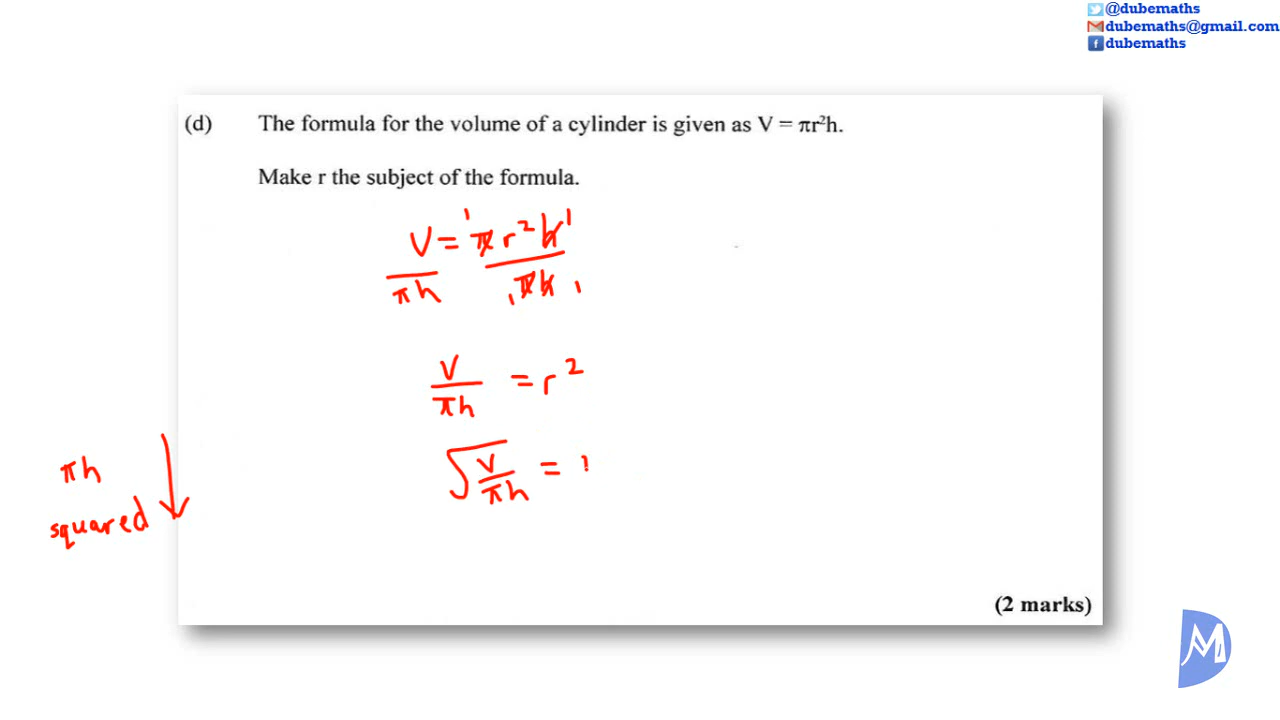 @dubemaths
dubemaths@gmail.com
dubemaths
(d) The formula for the volume of a cylinder is given as V = πr²h.
Make r the subject of the formula.
V = πr²h
πh πh
V/πh = r²
√(V/πh) =
πh
squared
(2 marks)
DM